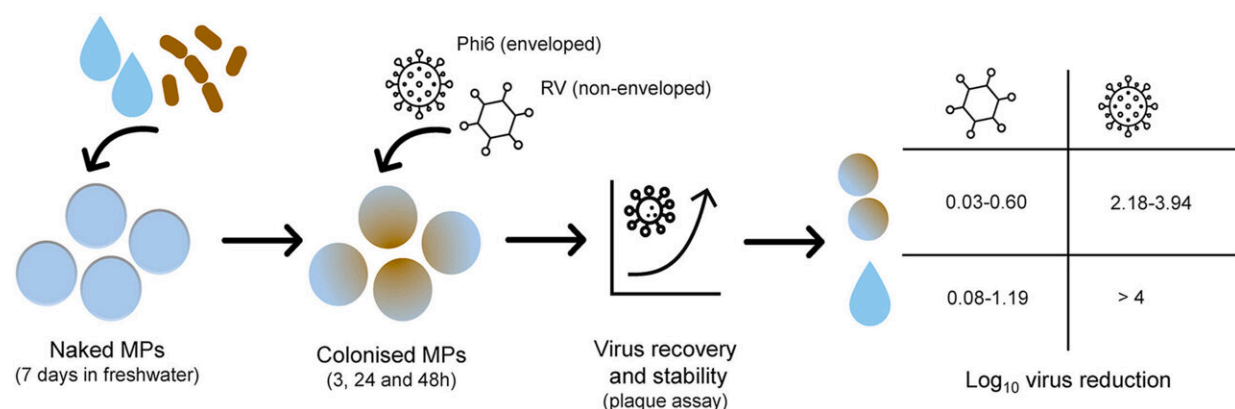 Phi6 (enveloped)
RV (non-enveloped)
Naked MPs
(7 days in freshwater)
Colonised MPs
(3, 24 and 48h)
Virus recovery
and stability
(plaque assay)
0.03-0.60 2.18-3.94
0.08-1.19 > 4
Log₁₀ virus reduction